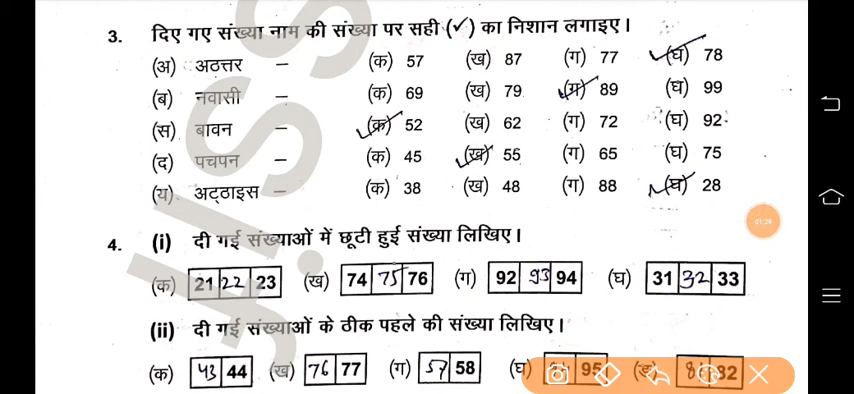 3. दिए गए संख्या नाम की संख्या पर सही (✓) का निशान लगाइए।
(अ) अठत्तर – (क) 57 (ख) 87 (ग) 77 ✓(घ) 78
(ब) नवासी – (क) 69 (ख) 79 ✓(ग) 89 (घ) 99
(स) बावन – ✓(क) 52 (ख) 62 (ग) 72 (घ) 92
(द) पचपन – (क) 45 ✓(ख) 55 (ग) 65 (घ) 75
(य) अट्ठाइस – (क) 38 (ख) 48 (ग) 88 ✓(घ) 28
4. (i) दी गई संख्याओं में छूटी हुई संख्या लिखिए।
(क) 21 22 23 (ख) 74 75 76 (ग) 92 93 94 (घ) 31 32 33
(ii) दी गई संख्याओं के ठीक पहले की संख्या लिखिए।
(क) 43 44 (ख) 76 77 (ग) 57 58 (घ) 95 (ङ)